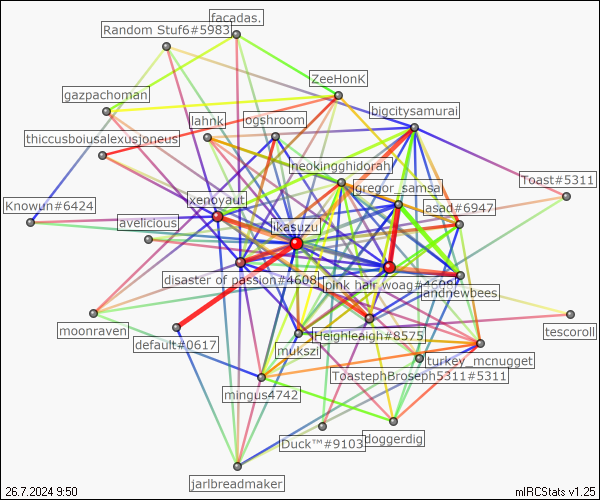 facadas.
Random Stuf6#5983
ZeeHonK
gazpachoman
bigcitysamurai
lahnk
ogshroom
thiccusboiusalexusjoneus
neokingghidorah
Toast#5311
gregor_samsa
xenoyaut
Knowun#6424
asad#6947
avelicious
ikasuzu
disaster of passion#4608
pink hair woag#4609
andnewbees
moonraven
default#0617
Heighleaigh#8575
tescoroll
mukszi
turkey_mcnugget
ToastephBroseph5311#5311
mingus4742
Duck™#9103
doggerdig
jarlbreadmaker
26.7.2024 9:50
mIRCStats v1.25